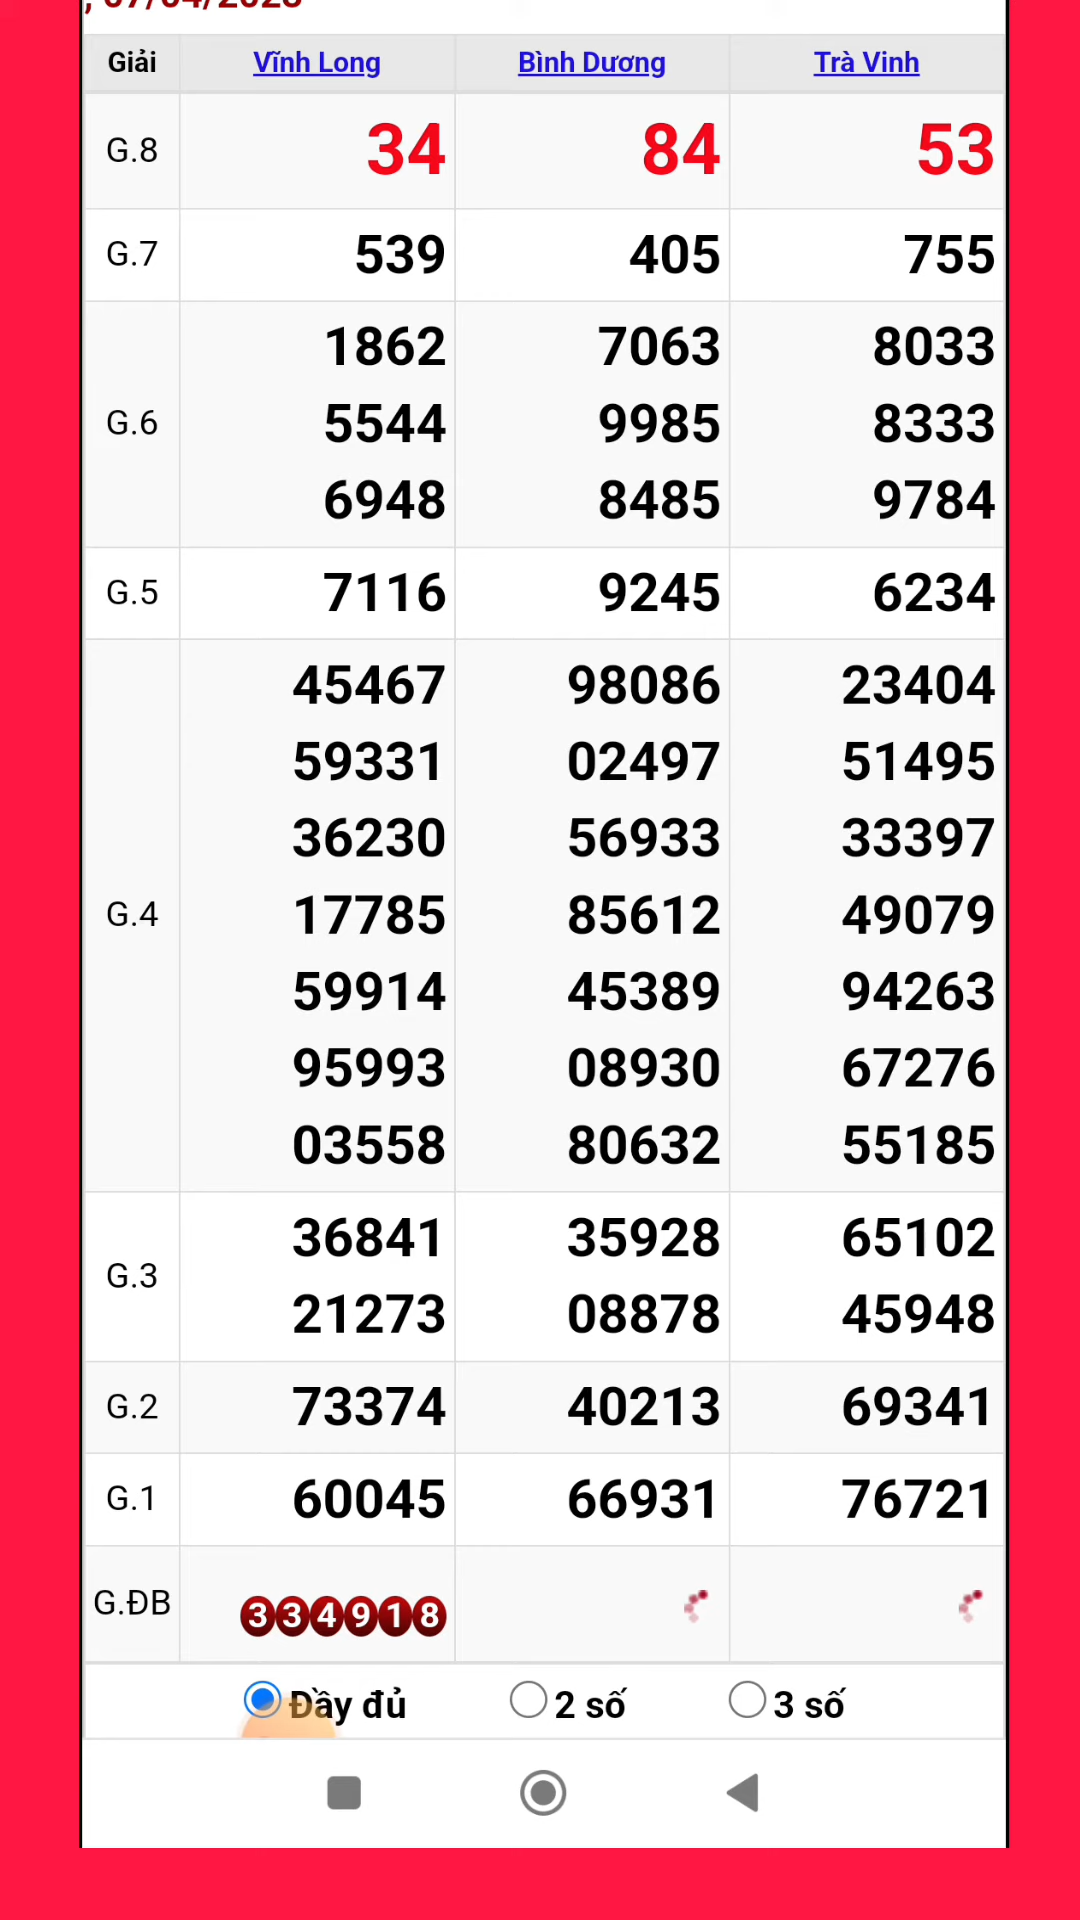 , 07/04/2023
Giải Vĩnh Long Bình Dương Trà Vinh
G.8 34 84 53
G.7 539 405 755
1862 7063 8033
G.6 5544 9985 8333
6948 8485 9784
G.5 7116 9245 6234
45467 98086 23404
59331 02497 51495
36230 56933 33397
G.4 17785 85612 49079
59914 45389 94263
95993 08930 67276
03558 80632 55185
36841 35928 65102
G.3
21273 08878 45948
G.2 73374 40213 69341
G.1 60045 66931 76721
G.ĐB 334918
Đầy đủ 2 số 3 số